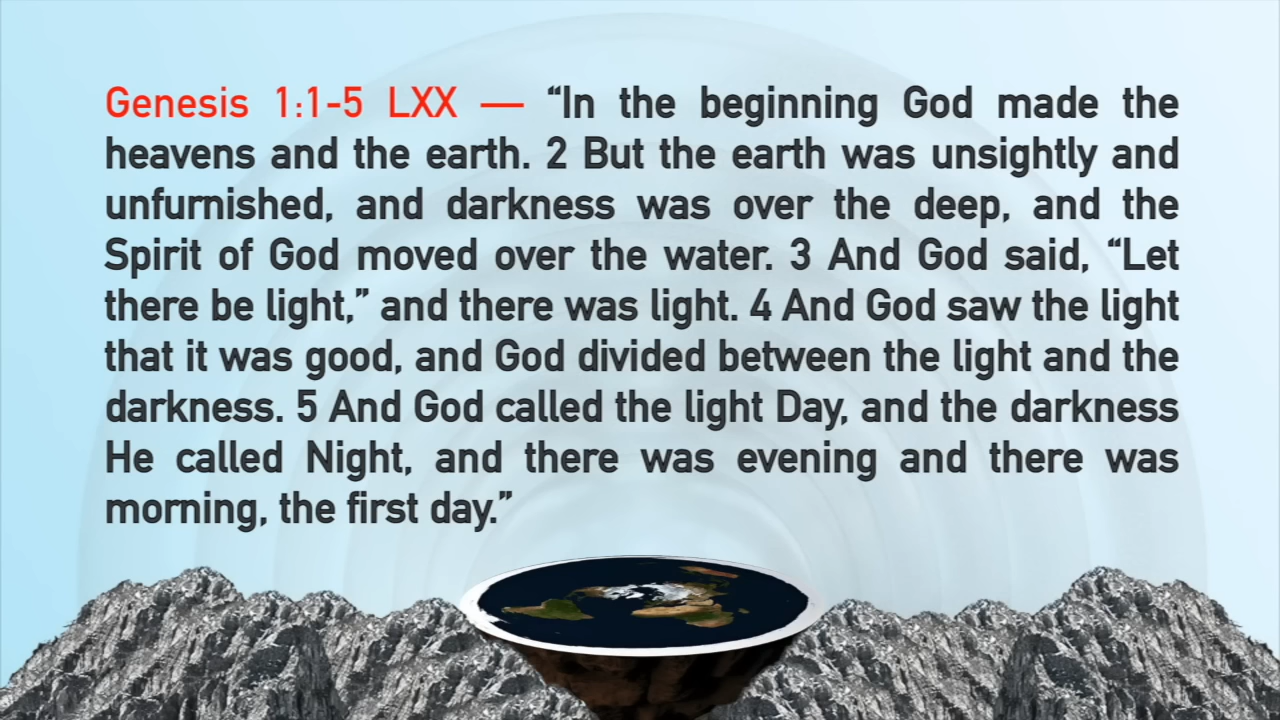 Genesis 1:1-5 LXX — “In the beginning God made the
heavens and the earth. 2 But the earth was unsightly and
unfurnished, and darkness was over the deep, and the
Spirit of God moved over the water. 3 And God said, “Let
there be light,” and there was light. 4 And God saw the light
that it was good, and God divided between the light and the
darkness. 5 And God called the light Day, and the darkness
He called Night, and there was evening and there was
morning, the first day.”